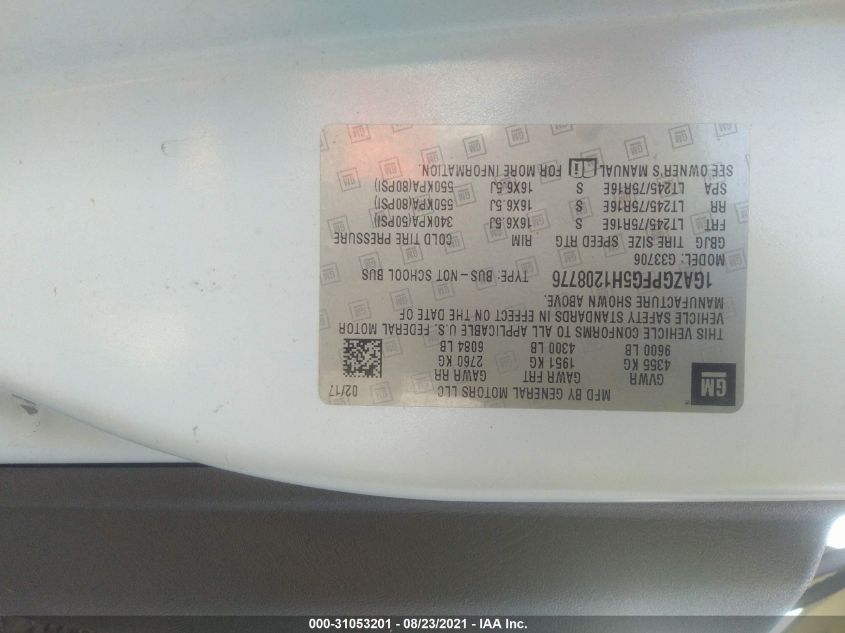 MFD BY GENERAL MOTORS LLC 02/17
GM
GVWR GAWR FRT GAWR RR
4355 KG 1951 KG 2760 KG
9600 LB 4300 LB 6084 LB
THIS VEHICLE CONFORMS TO ALL APPLICABLE U.S. FEDERAL MOTOR
VEHICLE SAFETY STANDARDS IN EFFECT ON THE DATE OF
MANUFACTURE SHOWN ABOVE.
1GAZGPFG5H1208776 TYPE: BUS – NOT SCHOOL BUS
MODEL: G33706
GBJG TIRE SIZE SPEED RTG RIM COLD TIRE PRESSURE
FRT LT245/75R16E S 16X6.5J 340KPA(50PSI)
RR LT245/75R16E S 16X6.5J 550KPA(80PSI)
SPA LT245/75R16E S 16X6.5J 550KPA(80PSI)
SEE OWNER'S MANUAL FOR MORE INFORMATION.
000-31053201 - 08/23/2021 - IAA Inc.